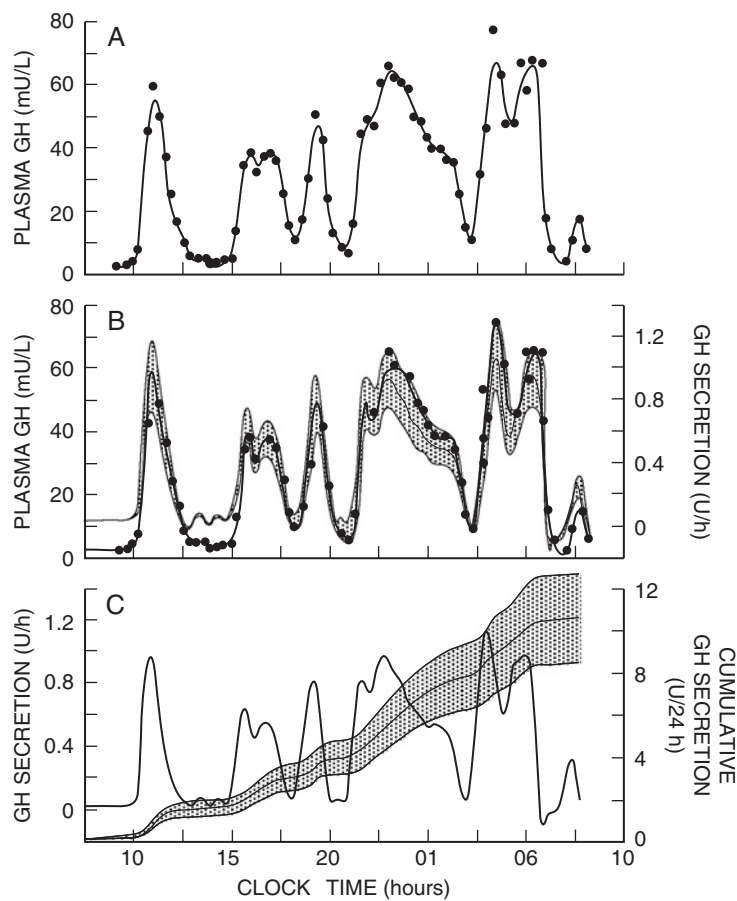 A
PLASMA GH (mU/L)
80
60
40
20
0
B
PLASMA GH (mU/L)
80
60
40
20
0
1.2
0.8
0.4
0
GH SECRETION (U/h)
C
GH SECRETION (U/h)
1.2
0.8
0.4
0
12
8
4
0
CUMULATIVE
GH SECRETION
(U/24 h)
10 15 20 01 06 10
CLOCK TIME (hours)